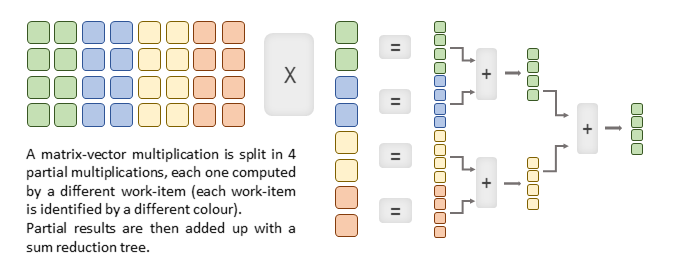 X
=
=
=
=
+
+
+
A matrix-vector multiplication is split in 4
partial multiplications, each one computed
by a different work-item (each work-item
is identified by a different colour).
Partial results are then added up with a
sum reduction tree.